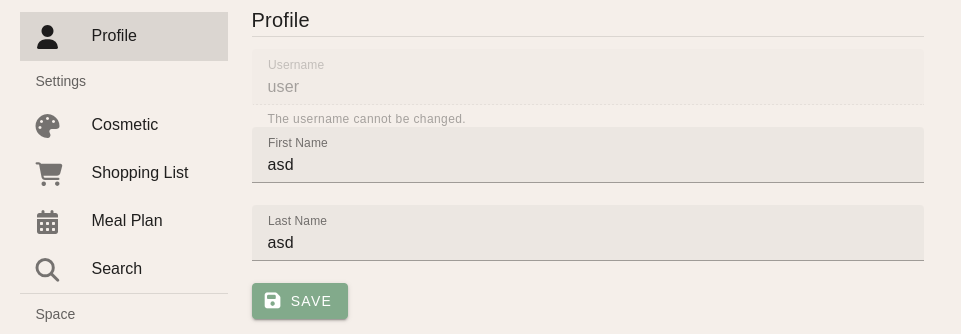 Profile
Settings
Cosmetic
Shopping List
Meal Plan
Search
Space
Profile
Username
user
The username cannot be changed.
First Name
asd
Last Name
asd
SAVE